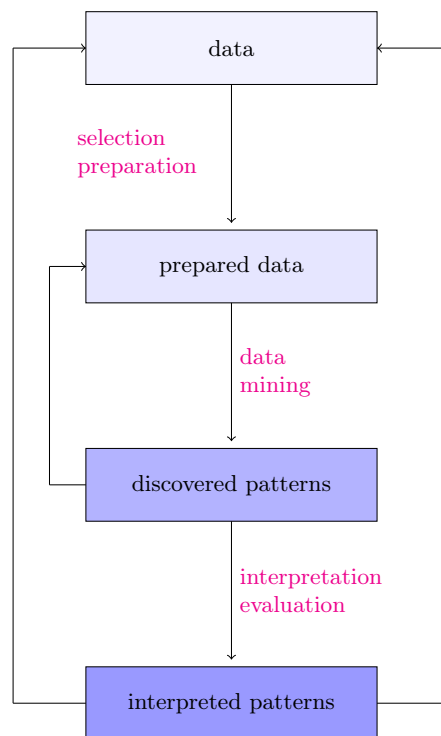 data
selection
preparation
prepared data
data
mining
discovered patterns
interpretation
evaluation
interpreted patterns